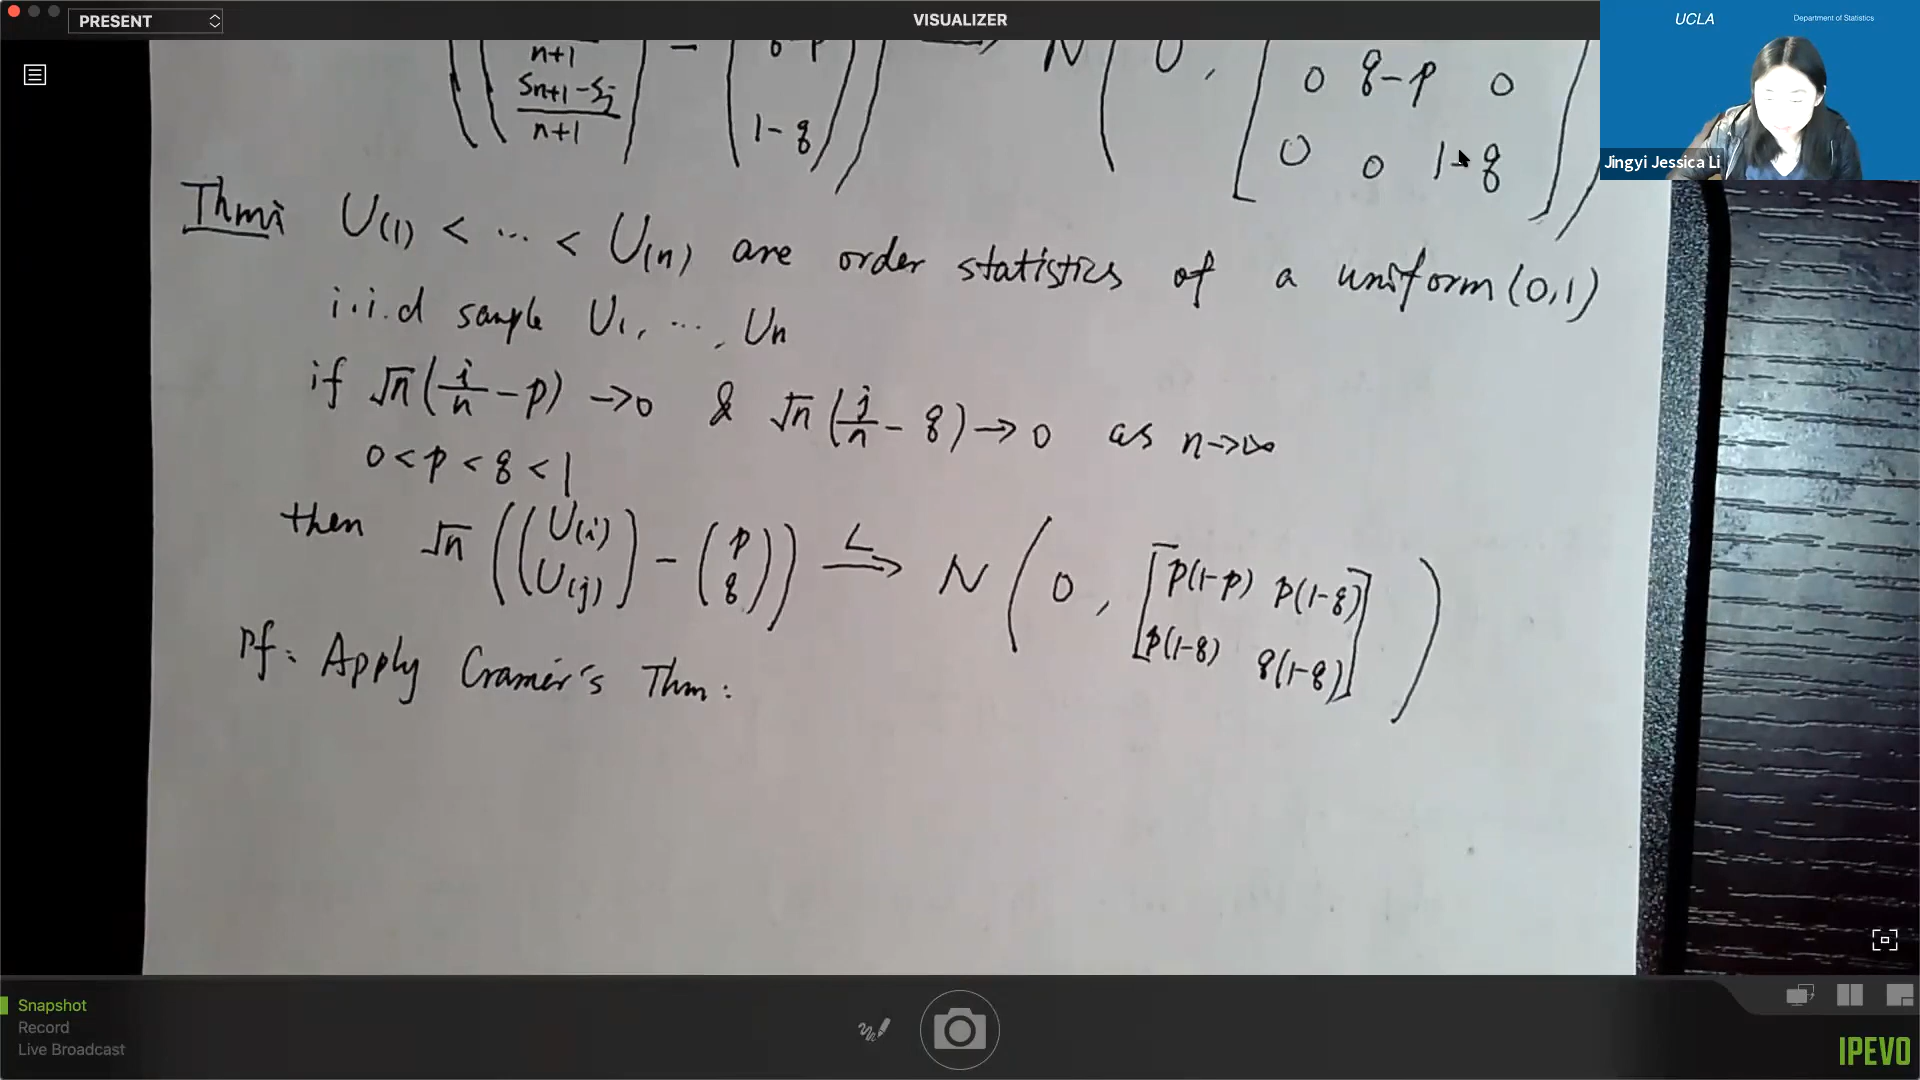 PRESENT
VISUALIZER
UCLA
Department of Statistics
Jingyi Jessica Li
n+1
Sn+1 - Sj
n+1
0 - p
1 - q
→ N ( 0 ,
0 q-p 0
0 0 1-q
Thm: U(1) < ... < U(n) are order statistics of a uniform (0,1)
i.i.d sample U1, ..., Un
if √n ( i/n - p ) → 0 & √n ( j/n - q ) → 0 as n → ∞
0 < p < q < 1
then √n ( ( U(i) U(j) ) - ( p q ) ) L→ N ( 0 , [ p(1-p) p(1-q) p(1-q) q(1-q) ] )
Pf: Apply Cramér's Thm:
Snapshot
Record
Live Broadcast
IPEVO